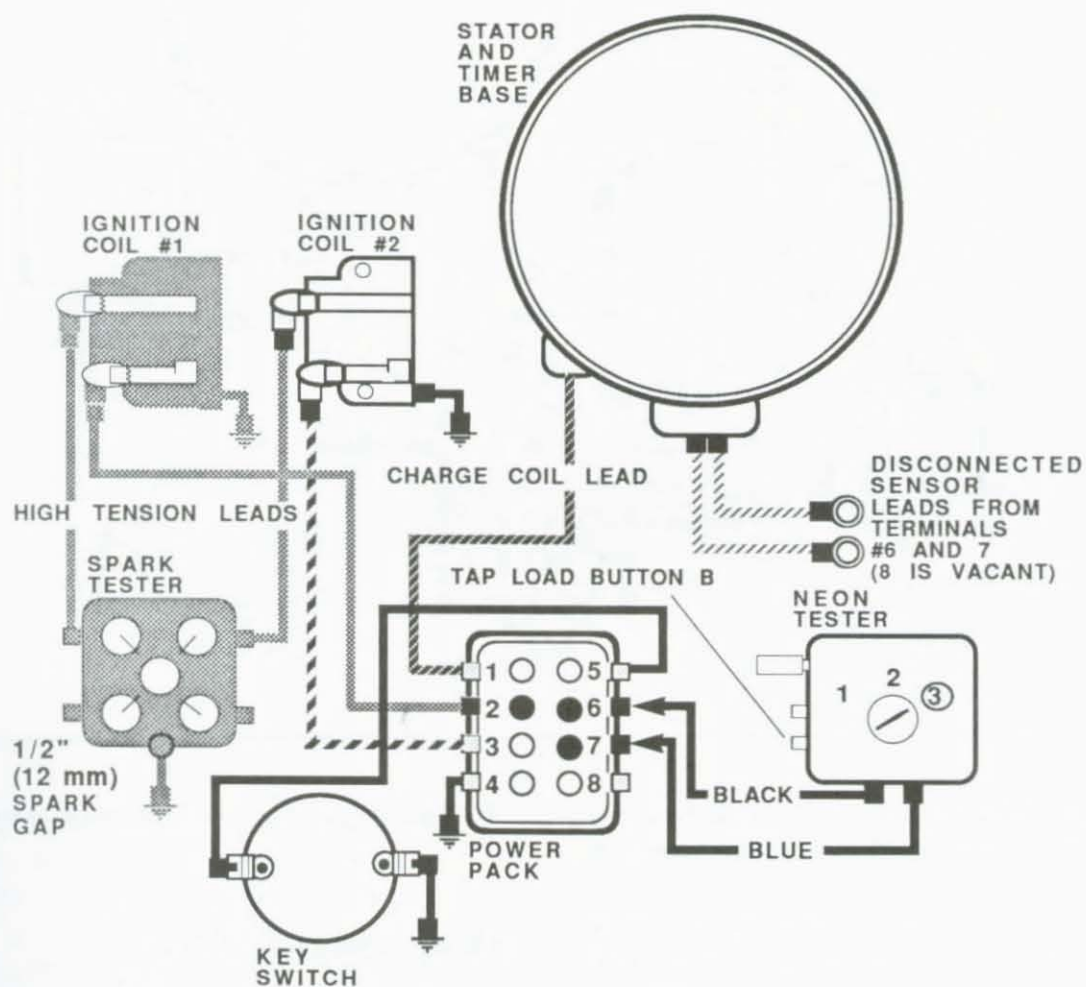 STATOR
AND
TIMER
BASE
IGNITION
COIL #1
IGNITION
COIL #2
CHARGE COIL LEAD
HIGH TENSION LEADS
DISCONNECTED
SENSOR
LEADS FROM
TERMINALS
#6 AND 7
(8 IS VACANT)
SPARK
TESTER
TAP LOAD BUTTON B
NEON
TESTER
1 2 3
1 5
2 6
3 7
4 8
1/2"
(12 mm)
SPARK
GAP
BLACK
BLUE
POWER
PACK
KEY
SWITCH